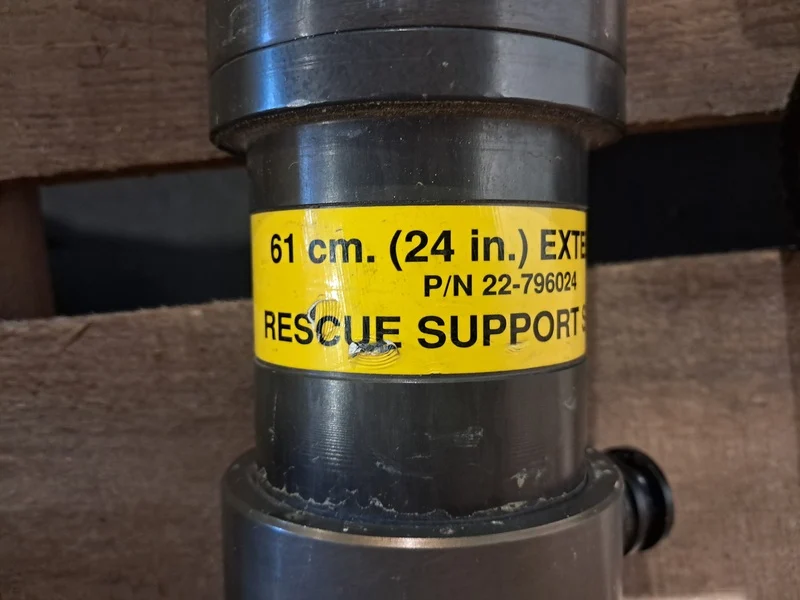 61 cm. (24 in.) EXTE
P/N 22-796024
RESCUE SUPPORT S